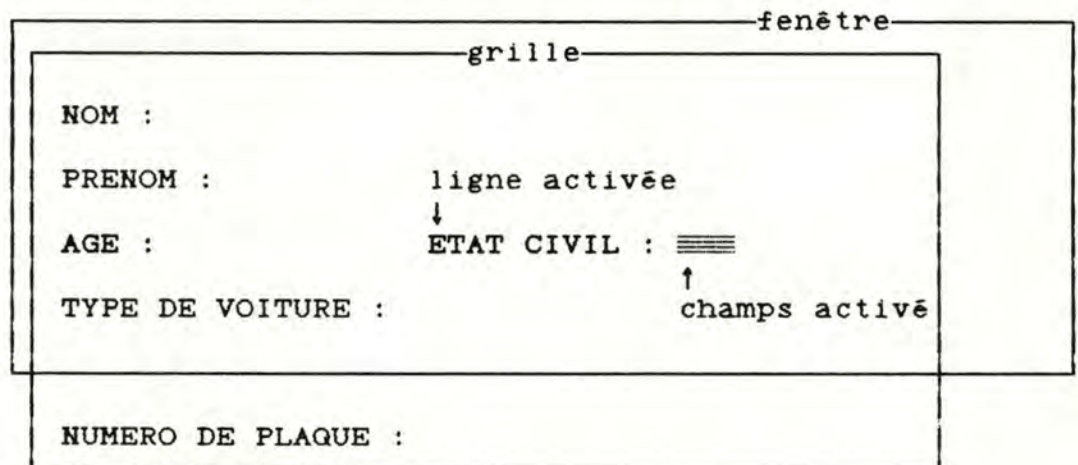 fenêtre
grille
NOM :
PRENOM : ligne activée
AGE : ETAT CIVIL :
TYPE DE VOITURE : champs activé
NUMERO DE PLAQUE :